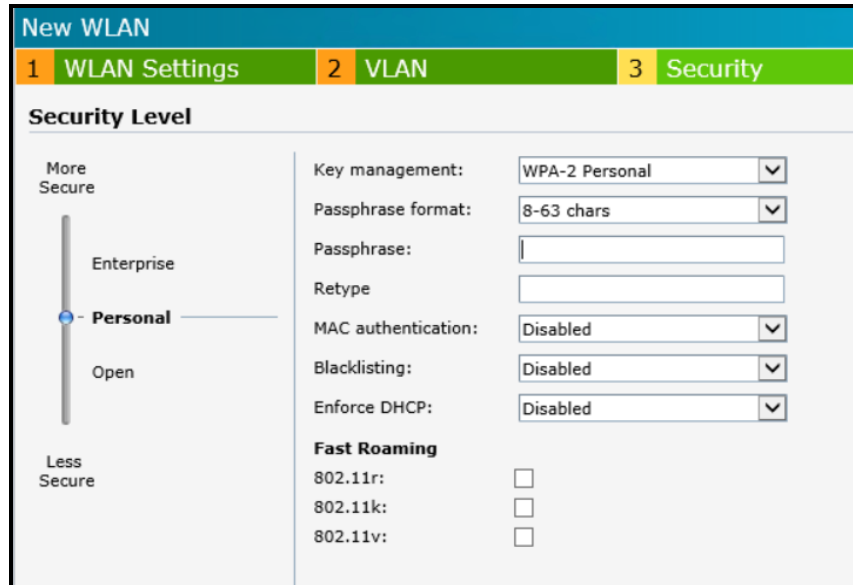 New WLAN
1 WLAN Settings 2 VLAN 3 Security
Security Level
More
Secure
Enterprise
- Personal
Open
Less
Secure
Key management: WPA-2 Personal
Passphrase format: 8-63 chars
Passphrase:
Retype
MAC authentication: Disabled
Blacklisting: Disabled
Enforce DHCP: Disabled
Fast Roaming
802.11r:
802.11k:
802.11v: